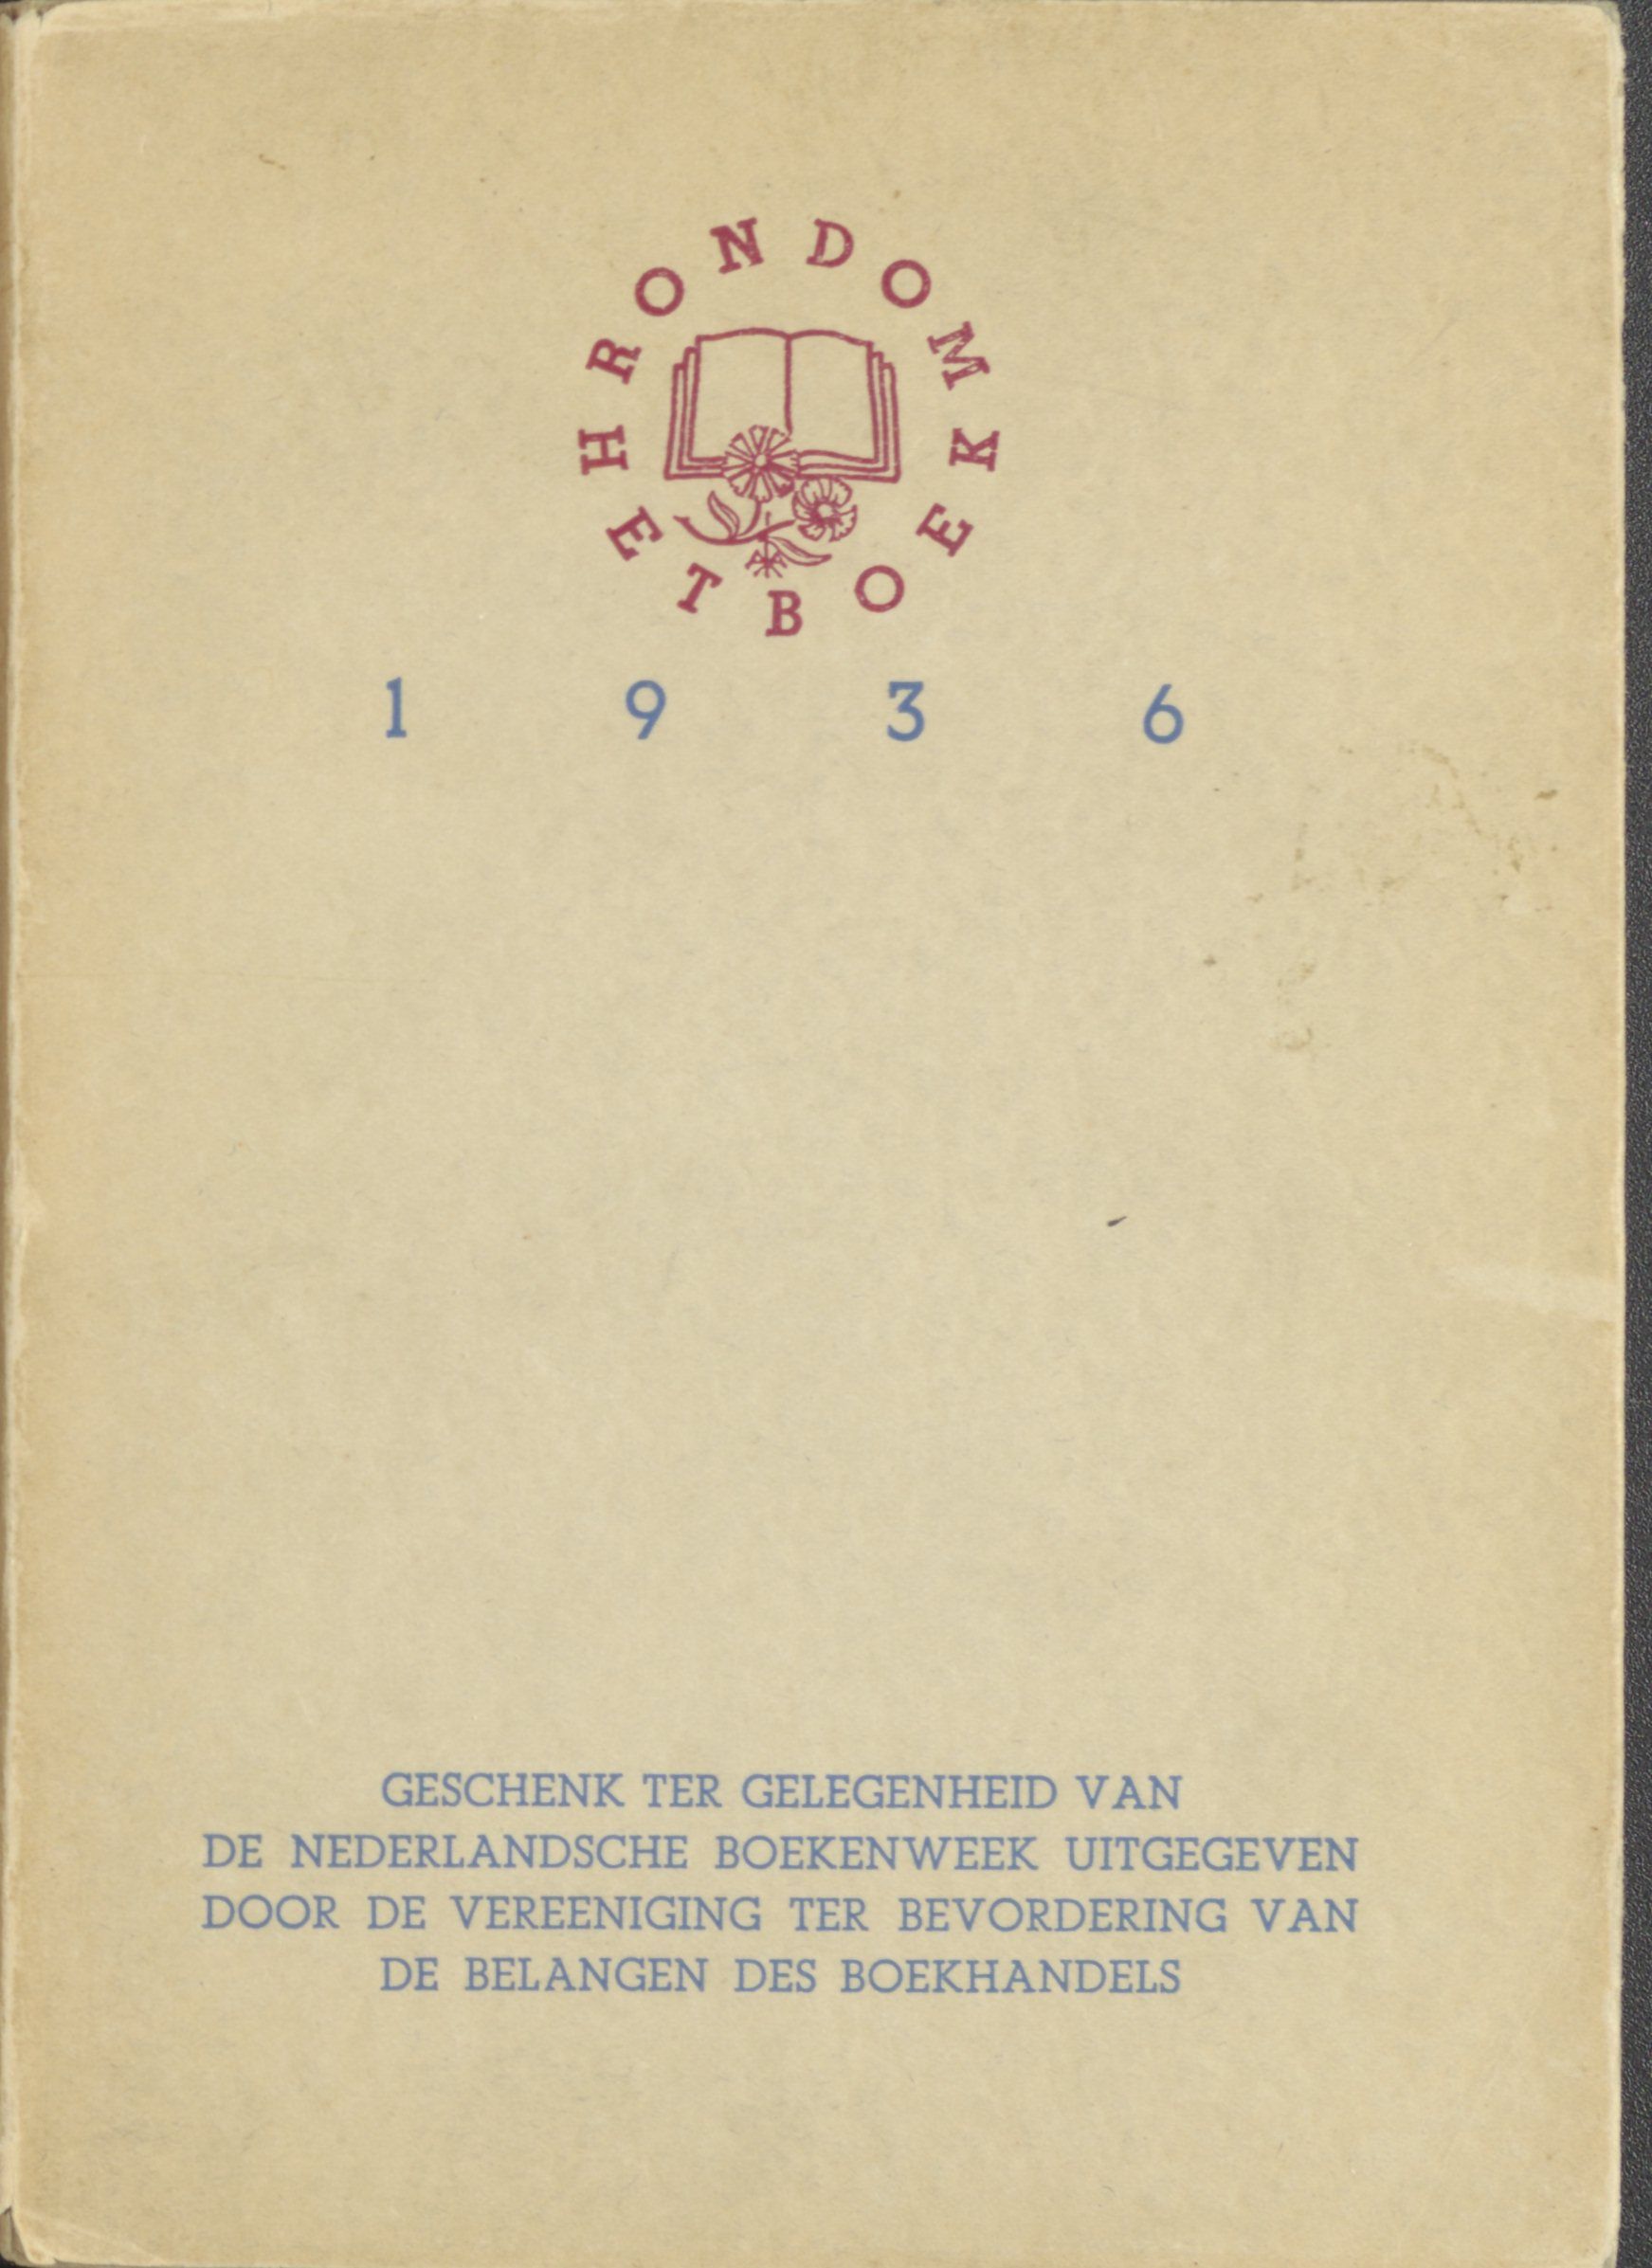 RONDOM HET BOEK
1 9 3 6
GESCHENK TER GELEGENHEID VAN
DE NEDERLANDSCHE BOEKENWEEK UITGEGEVEN
DOOR DE VEREENIGING TER BEVORDERING VAN
DE BELANGEN DES BOEKHANDELS